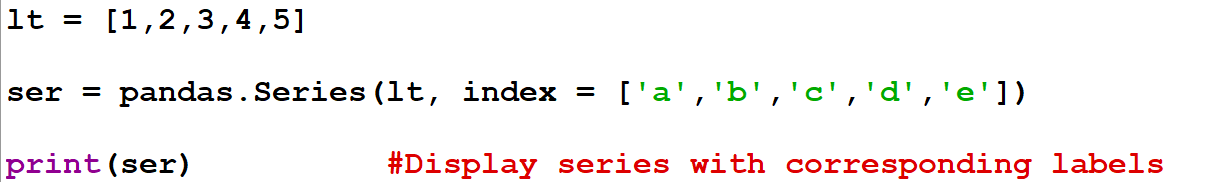 lt = [1,2,3,4,5]
ser = pandas.Series(lt, index = ['a','b','c','d','e'])
print(ser) #Display series with corresponding labels